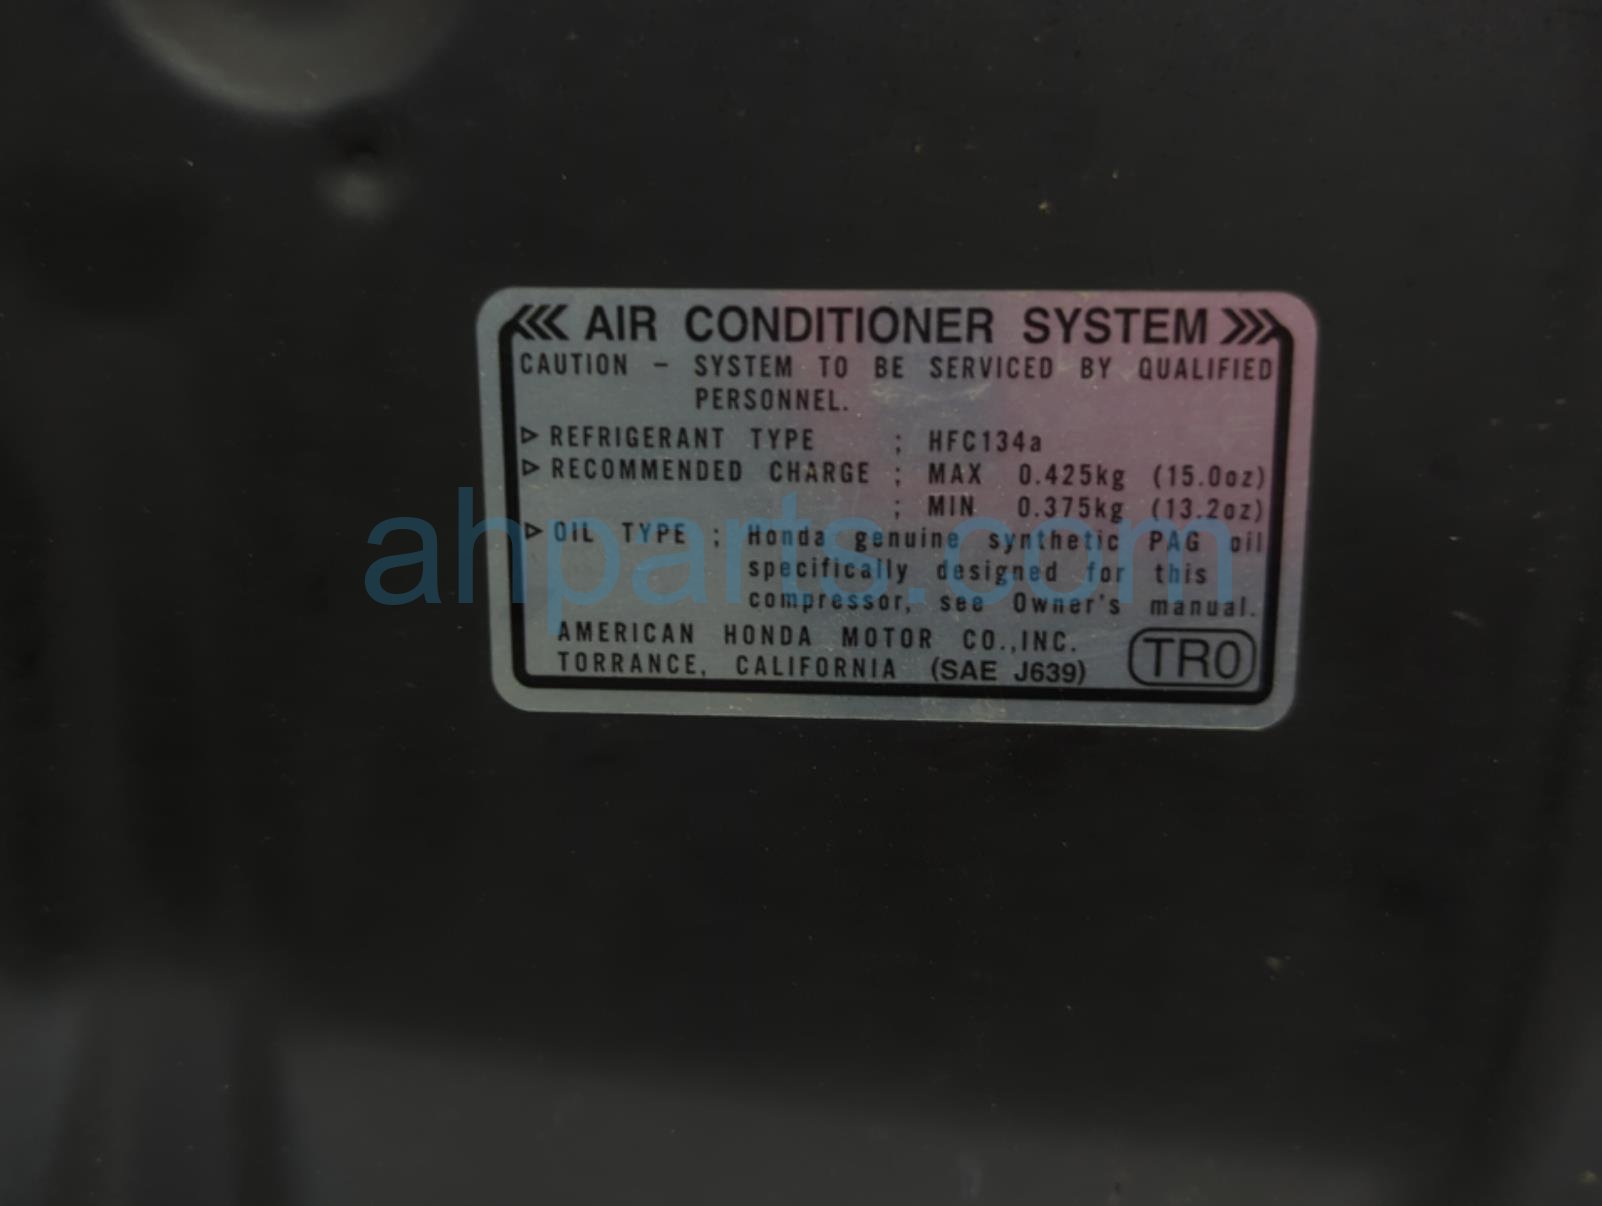 AIR CONDITIONER SYSTEM
CAUTION - SYSTEM TO BE SERVICED BY QUALIFIED
PERSONNEL.
▷ REFRIGERANT TYPE ; HFC134a
▷ RECOMMENDED CHARGE ; MAX 0.425kg (15.0oz)
; MIN 0.375kg (13.2oz)
▷ OIL TYPE ; Honda genuine synthetic PAG oil
specifically designed for this
compressor, see Owner's manual.
AMERICAN HONDA MOTOR CO.,INC.
TORRANCE, CALIFORNIA (SAE J639)
TR0
ahparts.com